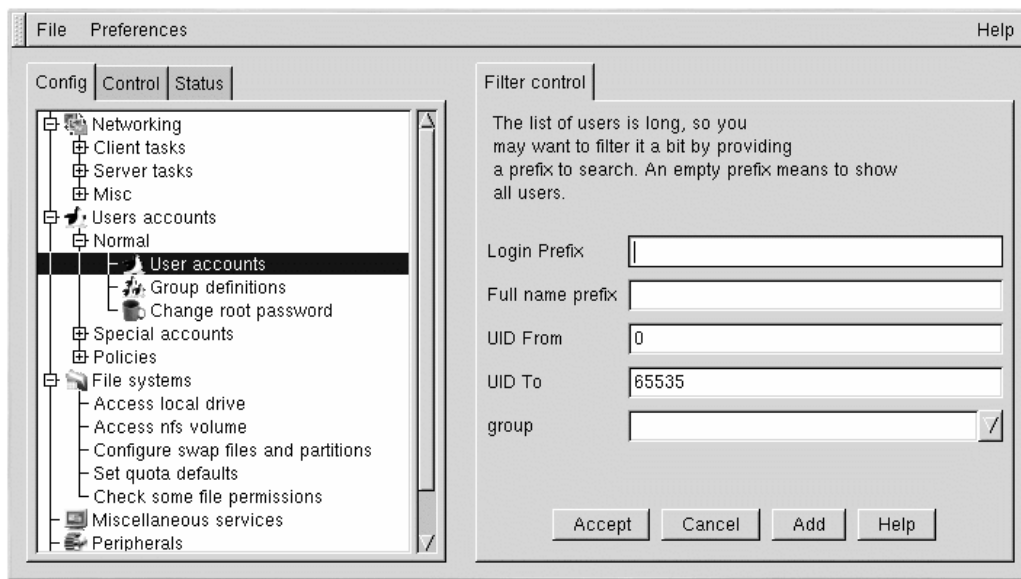 File Preferences Help
Config Control Status
Networking
Client tasks
Server tasks
Misc
Users accounts
Normal
User accounts
Group definitions
Change root password
Special accounts
Policies
File systems
Access local drive
Access nfs volume
Configure swap files and partitions
Set quota defaults
Check some file permissions
Miscellaneous services
Peripherals
Filter control
The list of users is long, so you
may want to filter it a bit by providing
a prefix to search. An empty prefix means to show
all users.
Login Prefix
Full name prefix
UID From 0
UID To 65535
group
Accept Cancel Add Help